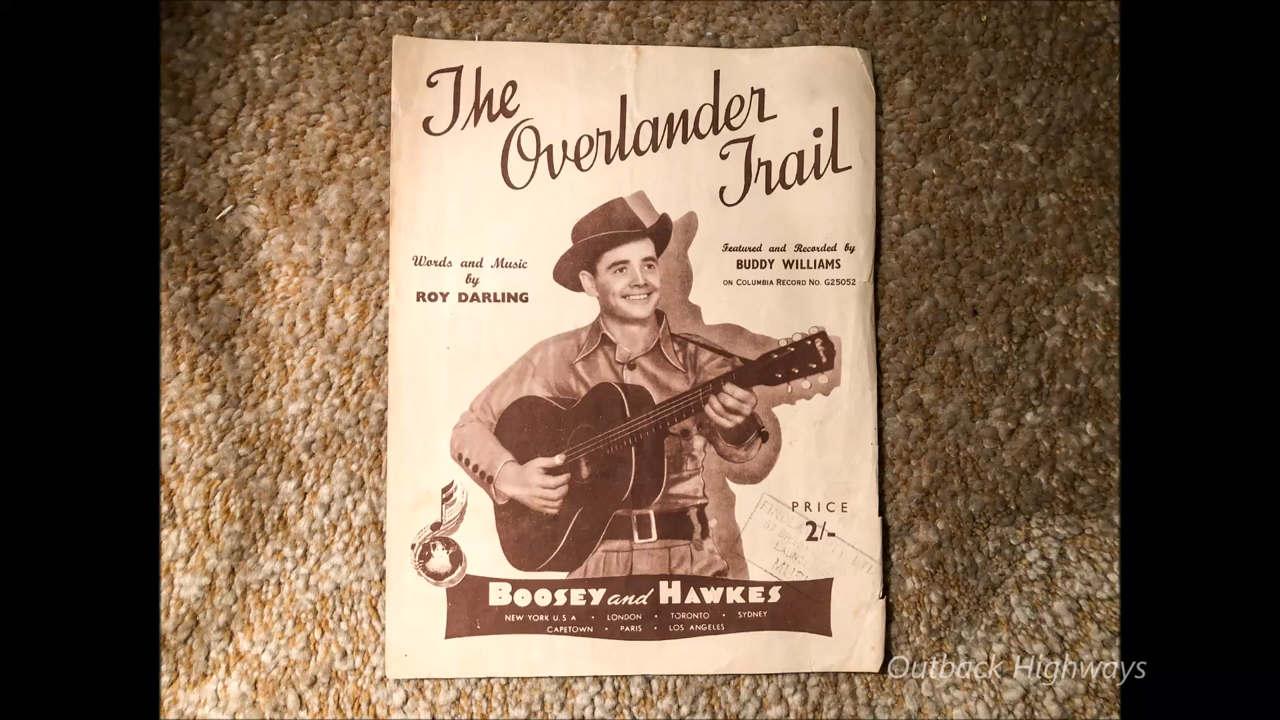 The
Overlander
Trail
Words and Music
by
ROY DARLING
Featured and Recorded by
BUDDY WILLIAMS
ON COLUMBIA RECORD NO. G25052
PRICE
2/-
BOOSEY and HAWKES
NEW YORK U.S.A • LONDON • TORONTO • SYDNEY
CAPETOWN • PARIS • LOS ANGELES
Outback Highways